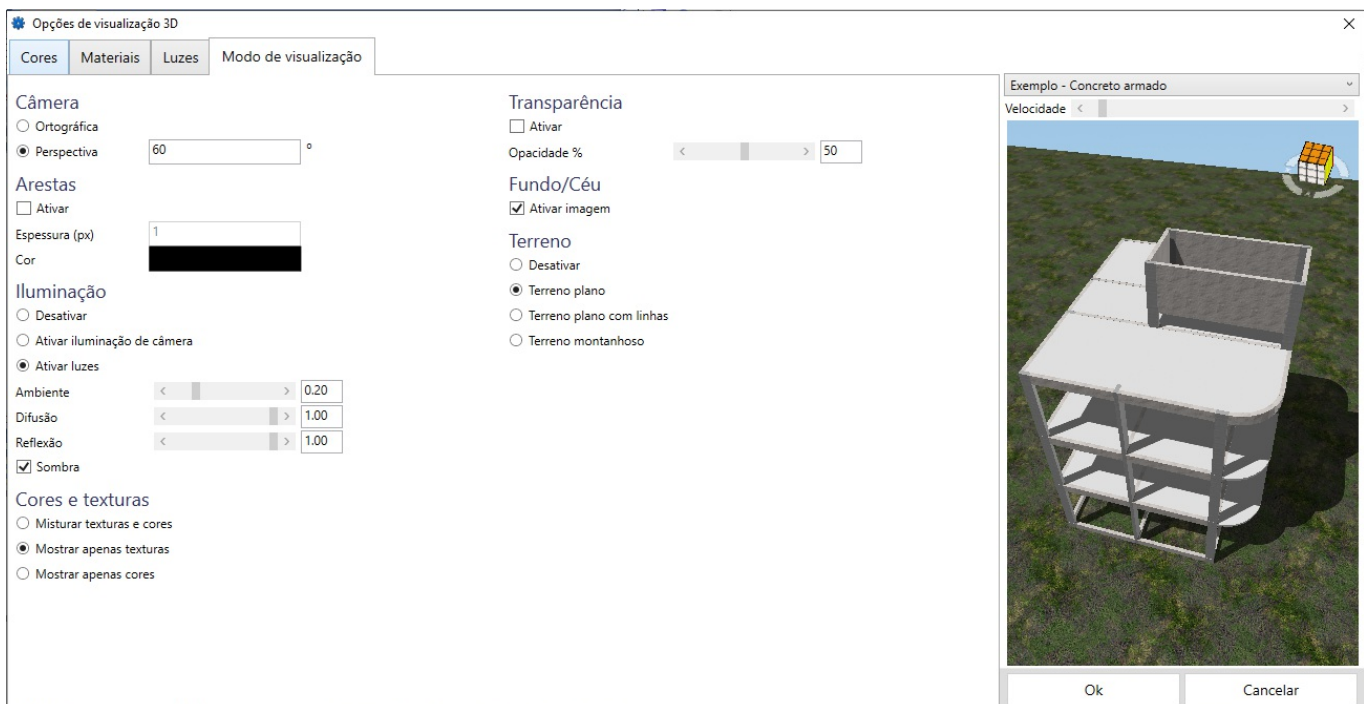 Opções de visualização 3D
Cores Materiais Luzes Modo de visualização
Câmera
Ortográfica
Perspectiva 60 º
Arestas
Ativar
Espessura (px) 1
Cor
Iluminação
Desativar
Ativar iluminação de câmera
Ativar luzes
Ambiente 0.20
Difusão 1.00
Reflexão 1.00
Sombra
Cores e texturas
Misturar texturas e cores
Mostrar apenas texturas
Mostrar apenas cores
Transparência
Ativar
Opacidade % 50
Fundo/Céu
Ativar imagem
Terreno
Desativar
Terreno plano
Terreno plano com linhas
Terreno montanhoso
Exemplo - Concreto armado
Velocidade
Ok Cancelar